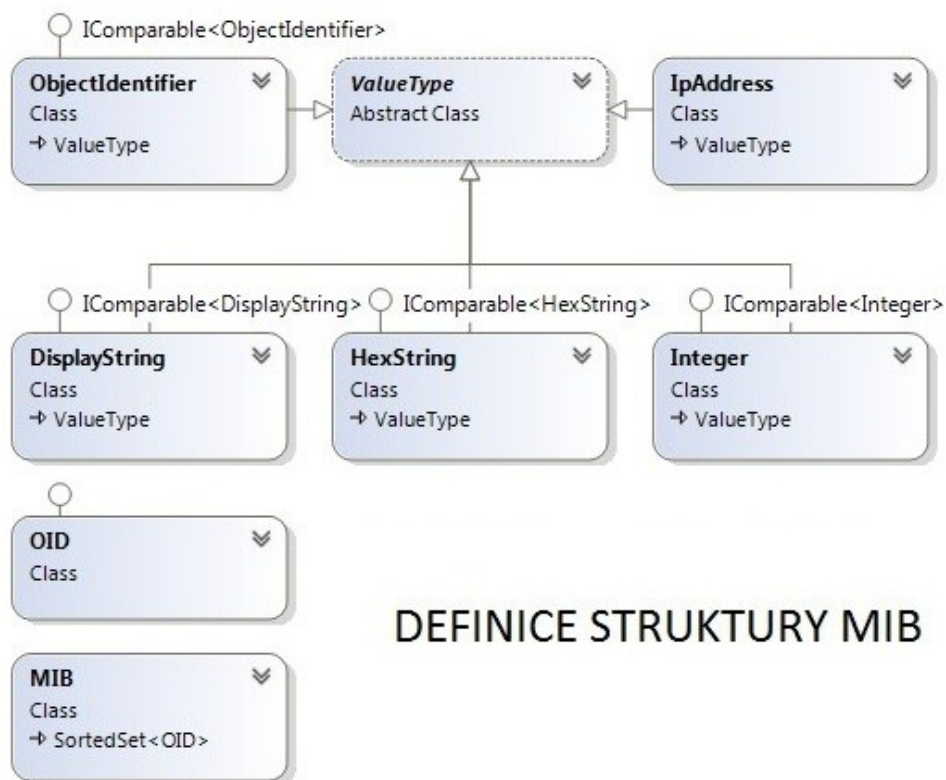 IComparable<ObjectIdentifier>
ObjectIdentifier
Class
ValueType
ValueType
Abstract Class
IpAddress
Class
ValueType
IComparable<DisplayString>
DisplayString
Class
ValueType
IComparable<HexString>
HexString
Class
ValueType
IComparable<Integer>
Integer
Class
ValueType
OID
Class
DEFINICE STRUKTURY MIB
MIB
Class
SortedSet<OID>